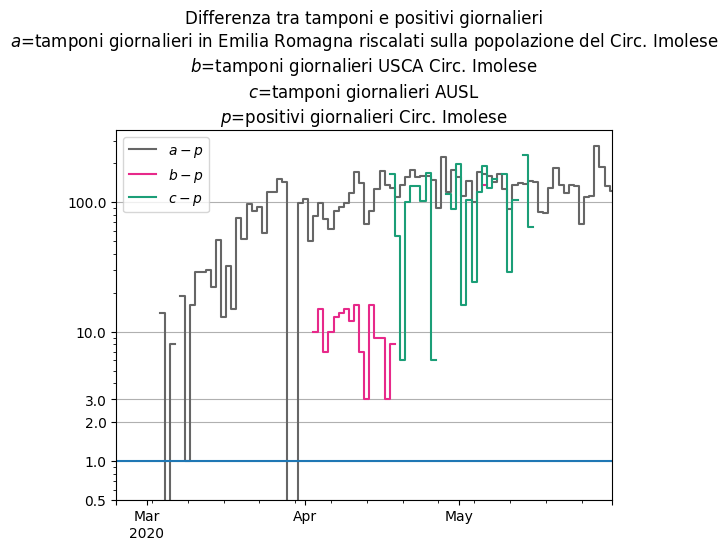 Differenza tra tamponi e positivi giornalieri
a=tamponi giornalieri in Emilia Romagna riscalati sulla popolazione del Circ. Imolese
b=tamponi giornalieri USCA Circ. Imolese
c=tamponi giornalieri AUSL
p=positivi giornalieri Circ. Imolese
a − p
b − p
c − p
100.0
10.0
3.0
2.0
1.0
0.5
Mar
2020
Apr
May